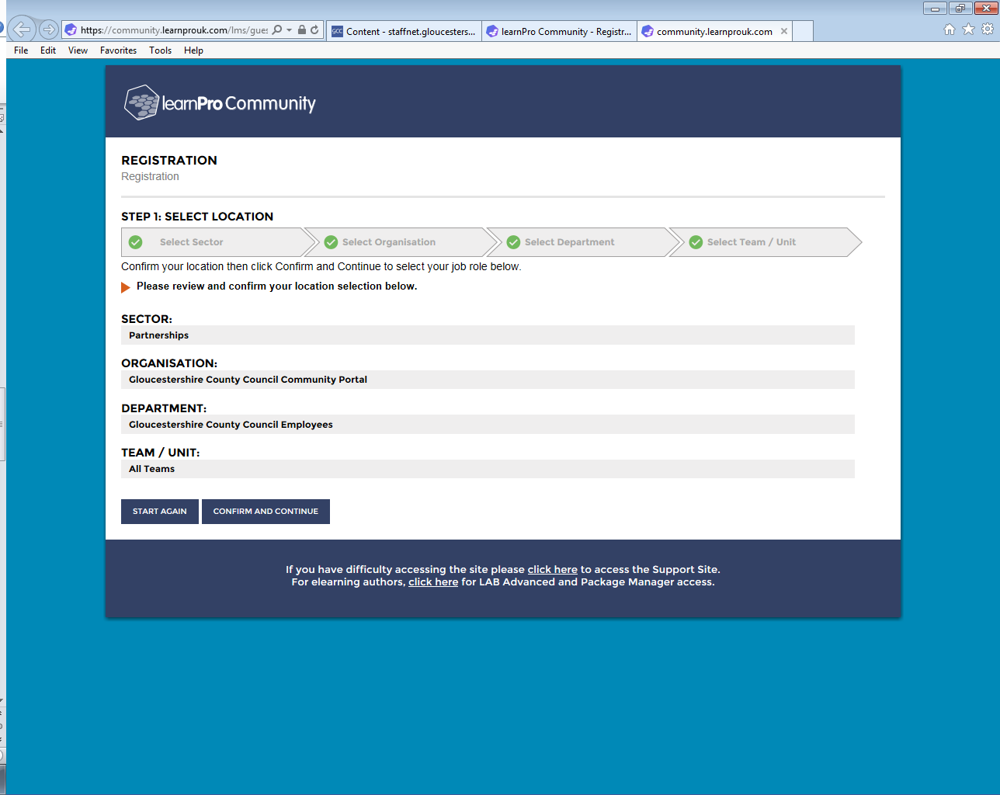 https://community.learnprouk.com/lms/gues
Content - staffnet.gloucesters...
learnPro Community - Registr...
community.learnprouk.com
File Edit View Favorites Tools Help
learnPro Community
REGISTRATION
Registration
STEP 1: SELECT LOCATION
Select Sector
Select Organisation
Select Department
Select Team / Unit
Confirm your location then click Confirm and Continue to select your job role below.
Please review and confirm your location selection below.
SECTOR:
Partnerships
ORGANISATION:
Gloucestershire County Council Community Portal
DEPARTMENT:
Gloucestershire County Council Employees
TEAM / UNIT:
All Teams
START AGAIN
CONFIRM AND CONTINUE
If you have difficulty accessing the site please click here to access the Support Site.
For elearning authors, click here for LAB Advanced and Package Manager access.